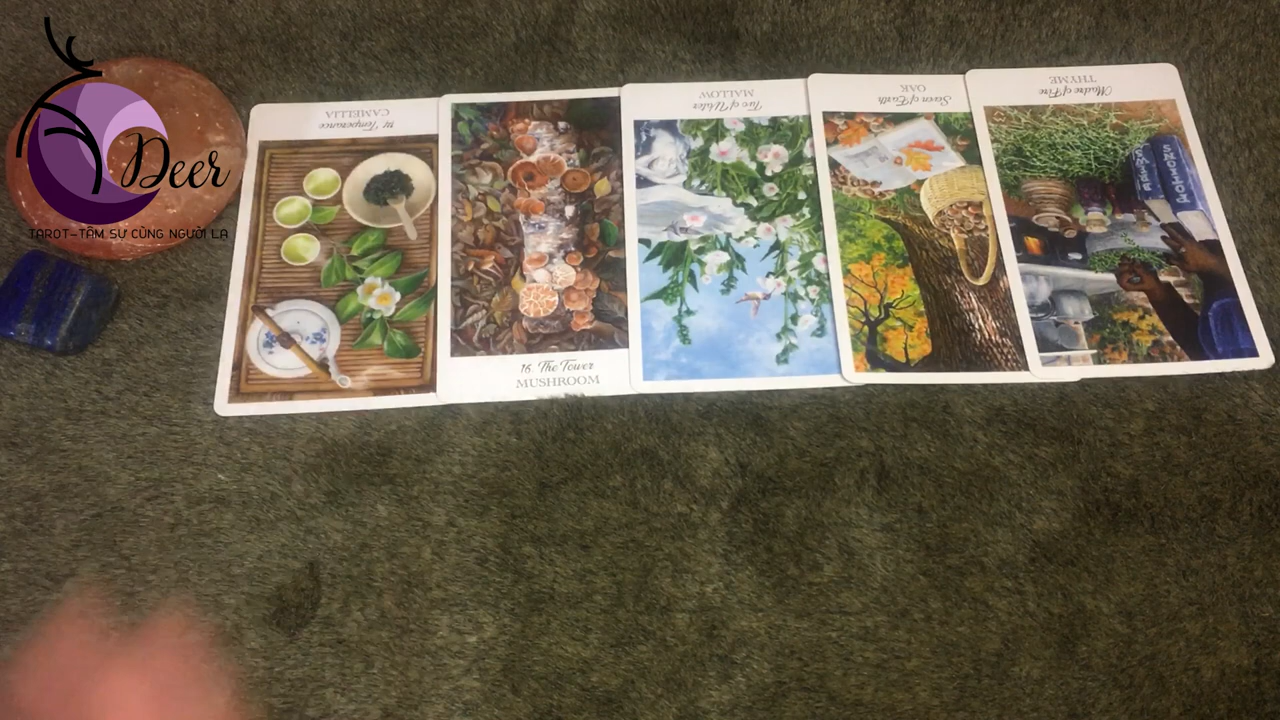 Deer
TAROT-TÂM SỰ CÙNG NGƯỜI LẠ
14. Temperance
CAMELLIA
16. The Tower
MUSHROOM
Two of Water
MALLOW
Seven of Earth
OAK
Madre of Fire
THYME